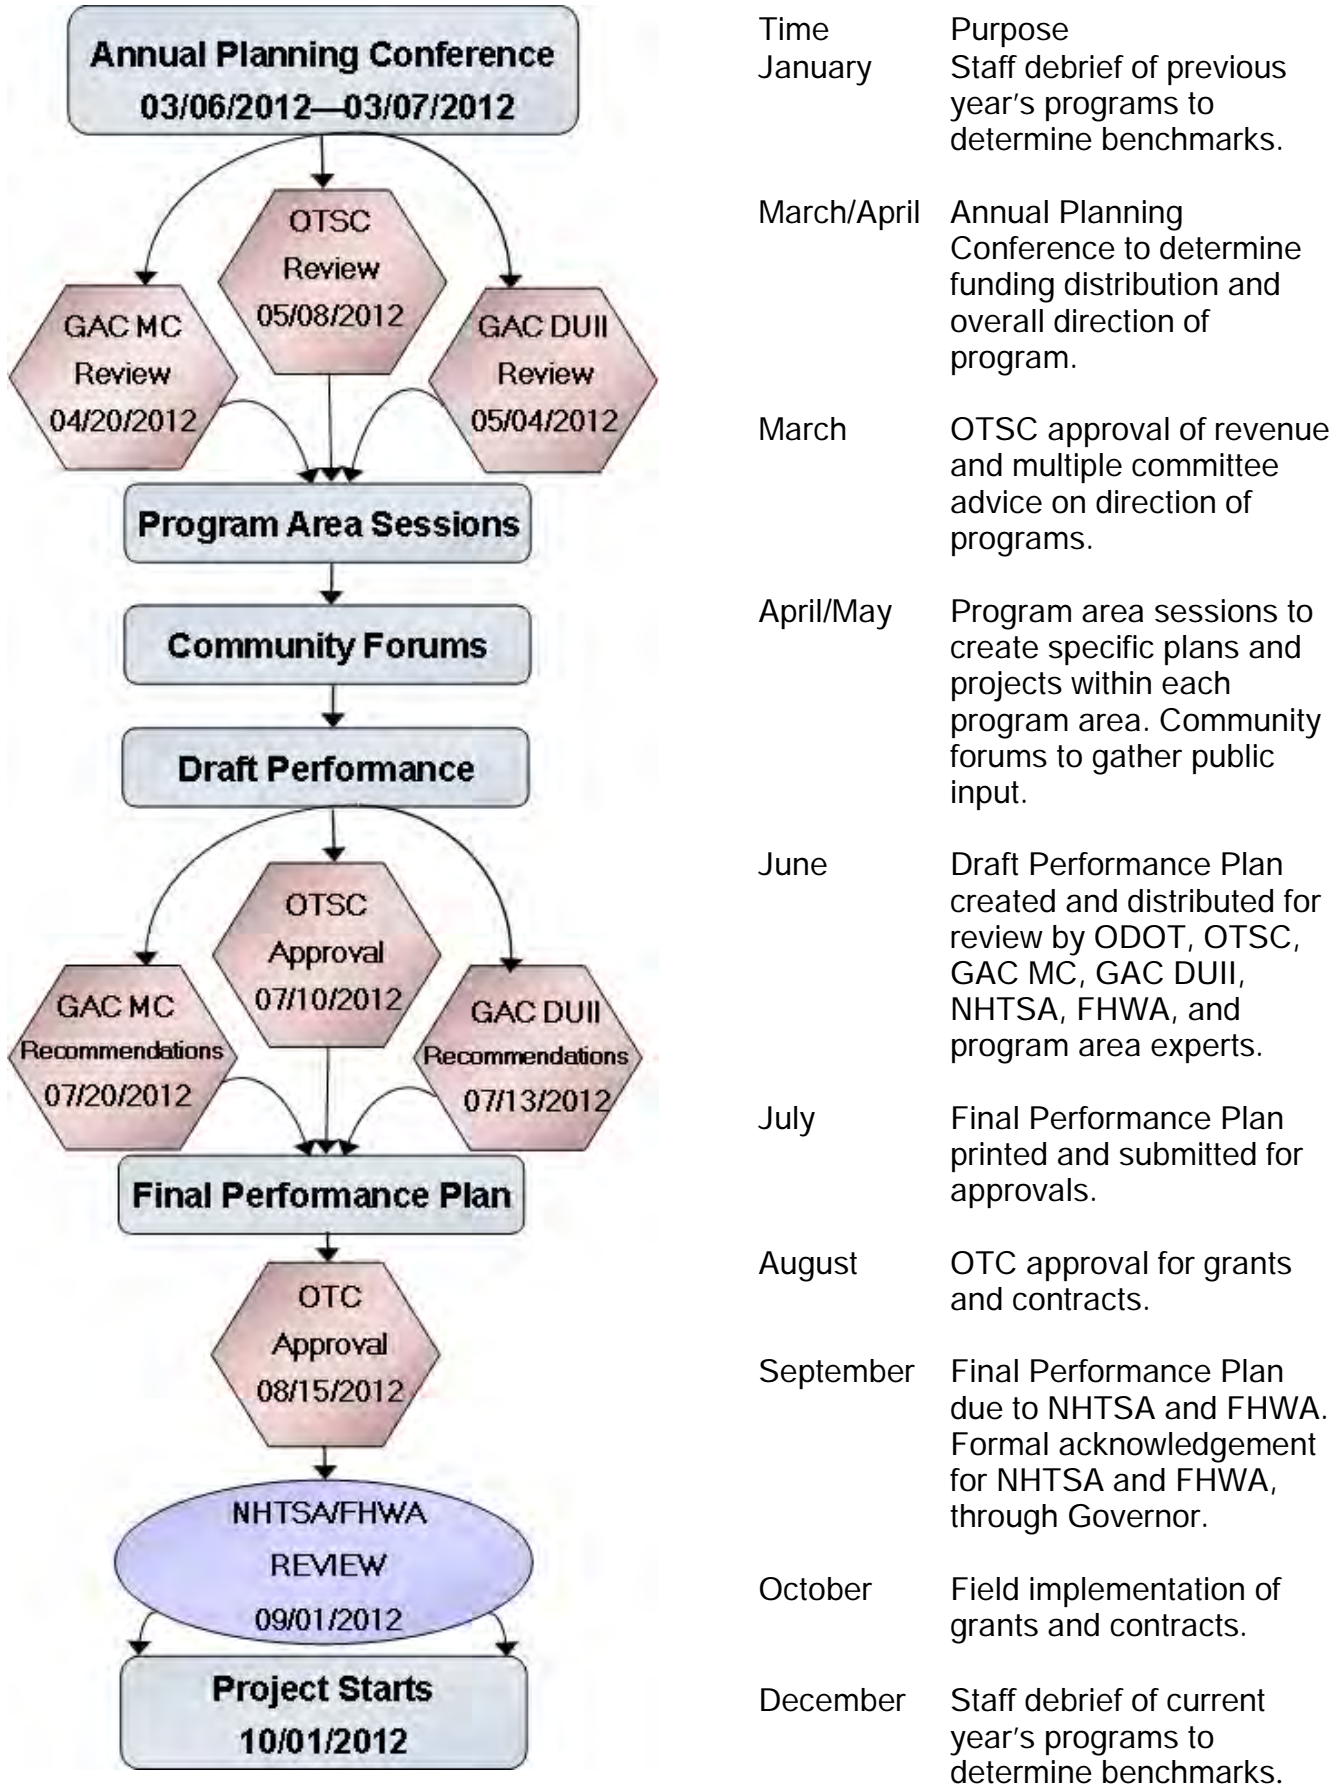 Annual Planning Conference
03/06/2012—03/07/2012
OTSC
Review
05/08/2012
GAC MC
Review
04/20/2012
GAC DUII
Review
05/04/2012
Program Area Sessions
Community Forums
Draft Performance
OTSC
Approval
07/10/2012
GAC MC
Recommendations
07/20/2012
GAC DUII
Recommendations
07/13/2012
Final Performance Plan
OTC
Approval
08/15/2012
NHTSA/FHWA
REVIEW
09/01/2012
Project Starts
10/01/2012
Time Purpose
January Staff debrief of previous
year's programs to
determine benchmarks.
March/April Annual Planning
Conference to determine
funding distribution and
overall direction of
program.
March OTSC approval of revenue
and multiple committee
advice on direction of
programs.
April/May Program area sessions to
create specific plans and
projects within each
program area. Community
forums to gather public
input.
June Draft Performance Plan
created and distributed for
review by ODOT, OTSC,
GAC MC, GAC DUII,
NHTSA, FHWA, and
program area experts.
July Final Performance Plan
printed and submitted for
approvals.
August OTC approval for grants
and contracts.
September Final Performance Plan
due to NHTSA and FHWA.
Formal acknowledgement
for NHTSA and FHWA,
through Governor.
October Field implementation of
grants and contracts.
December Staff debrief of current
year's programs to
determine benchmarks.